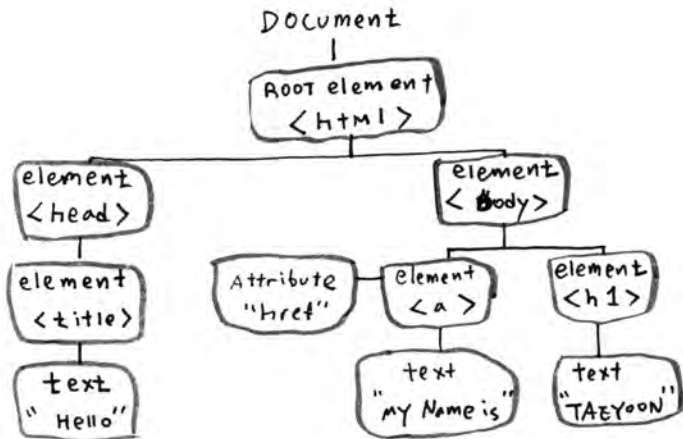 DOCUMENT
ROOT element
<html>
element
<head>
element
<body>
element
<title>
Attribute
"href"
element
<a>
element
<h1>
text
"Hello"
text
"my Name is"
text
"TAEYOON"